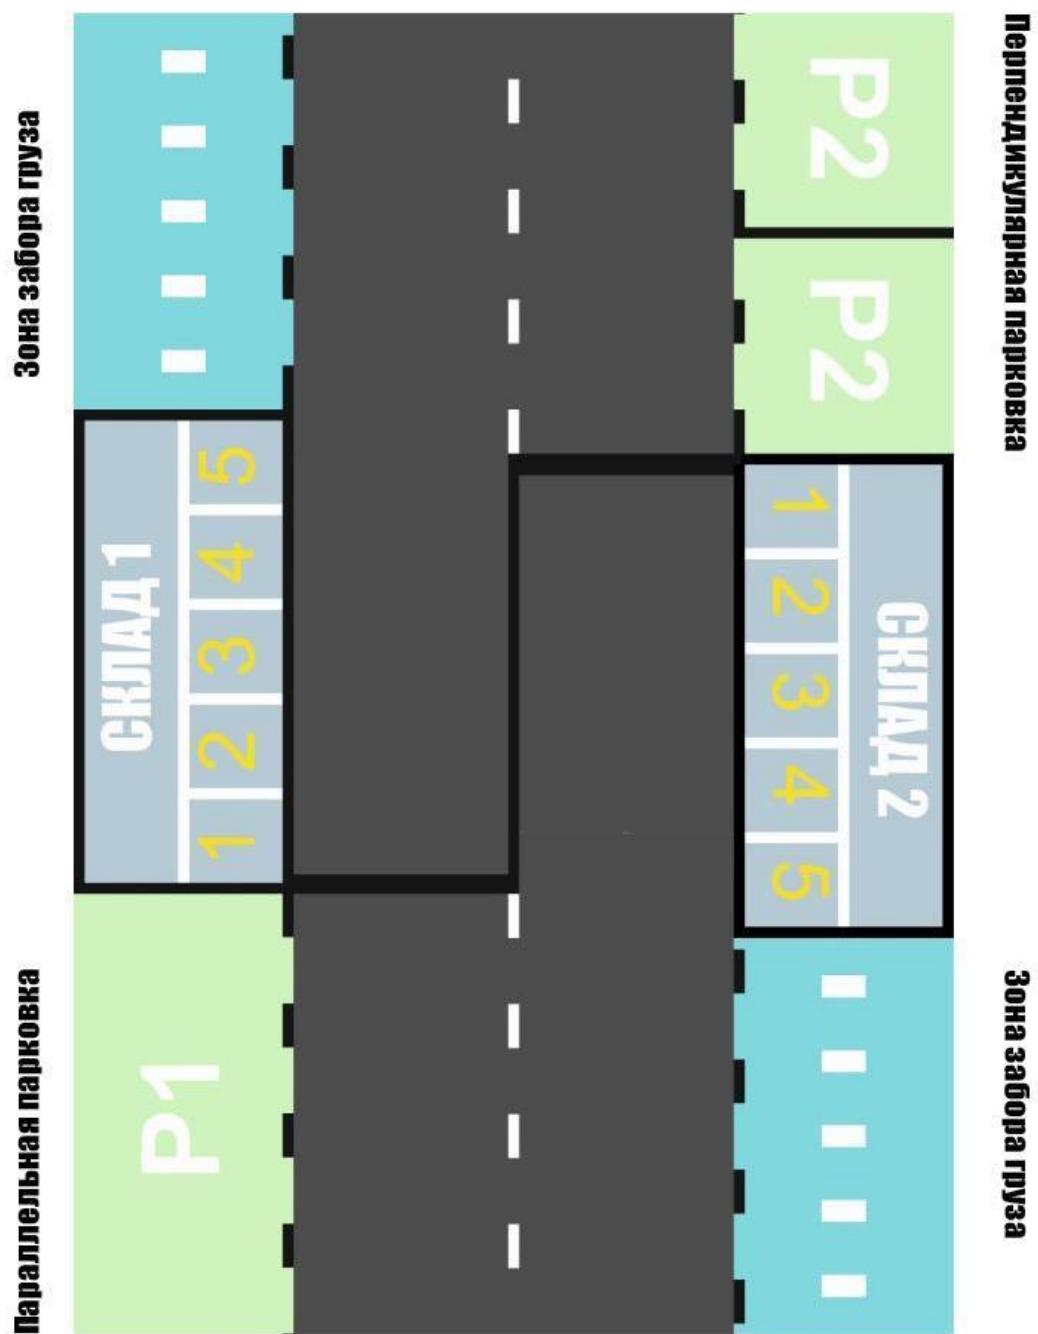 Зона забора груза
Параллельная парковка
СКЛАД 1
5
4
3
2
1
P1
P2
P2
1
2
3
4
5
СКЛАД 2
Перпендикулярная парковка
Зона забора груза